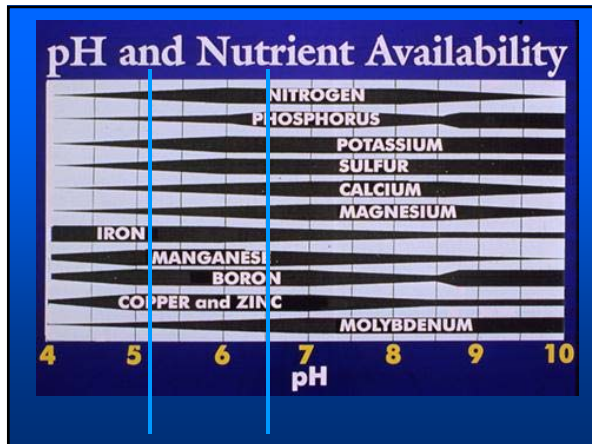 pH and Nutrient Availability
NITROGEN
PHOSPHORUS
POTASSIUM
SULFUR
CALCIUM
MAGNESIUM
IRON
MANGANESE
BORON
COPPER and ZINC
MOLYBDENUM
4 5 6 7 8 9 10
pH